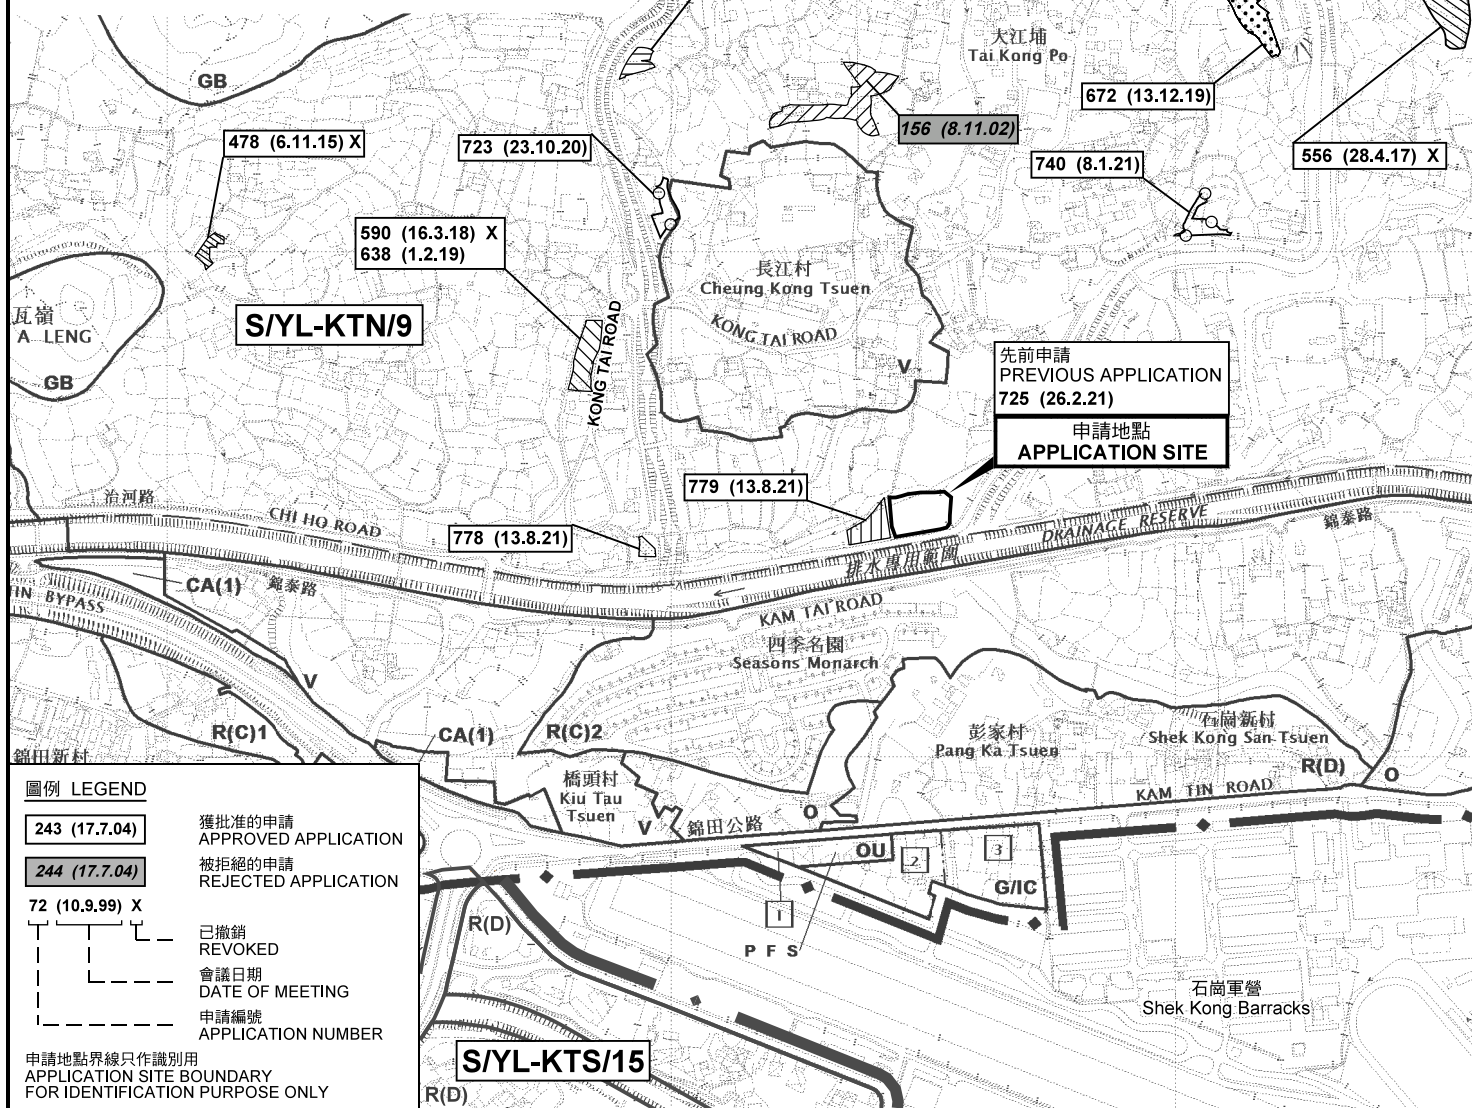 GB
大江埔
Tai Kong Po
672 (13.12.19)
156 (8.11.02)
478 (6.11.15) X
723 (23.10.20)
740 (8.1.21)
556 (28.4.17) X
590 (16.3.18) X
638 (1.2.19)
長江村
Cheung Kong Tsuen
KONG TAI ROAD
KONG TAI ROAD
V
瓦嶺
A LENG
GB
S/YL-KTN/9
先前申請
PREVIOUS APPLICATION
725 (26.2.21)
申請地點
APPLICATION SITE
779 (13.8.21)
778 (13.8.21)
治河路
CHI HO ROAD
排水專用範圍
DRAINAGE RESERVE
錦泰路
CA(1)
錦泰路
TIN BYPASS
KAM TAI ROAD
四季名園
Seasons Monarch
V
R(C)1
CA(1)
R(C)2
錦田新村
橋頭村
Kiu Tau
Tsuen
V
O
彭家村
Pang Ka Tsuen
石崗新村
Shek Kong San Tsuen
R(D)
O
KAM TIN ROAD
錦田公路
OU
2
3
G/IC
1
P F S
R(D)
石崗軍營
Shek Kong Barracks
S/YL-KTS/15
R(D)
圖例 LEGEND
243 (17.7.04)
獲批准的申請
APPROVED APPLICATION
244 (17.7.04)
被拒絕的申請
REJECTED APPLICATION
72 (10.9.99) X
已撤銷
REVOKED
會議日期
DATE OF MEETING
申請編號
APPLICATION NUMBER
申請地點界線只作識別用
APPLICATION SITE BOUNDARY
FOR IDENTIFICATION PURPOSE ONLY